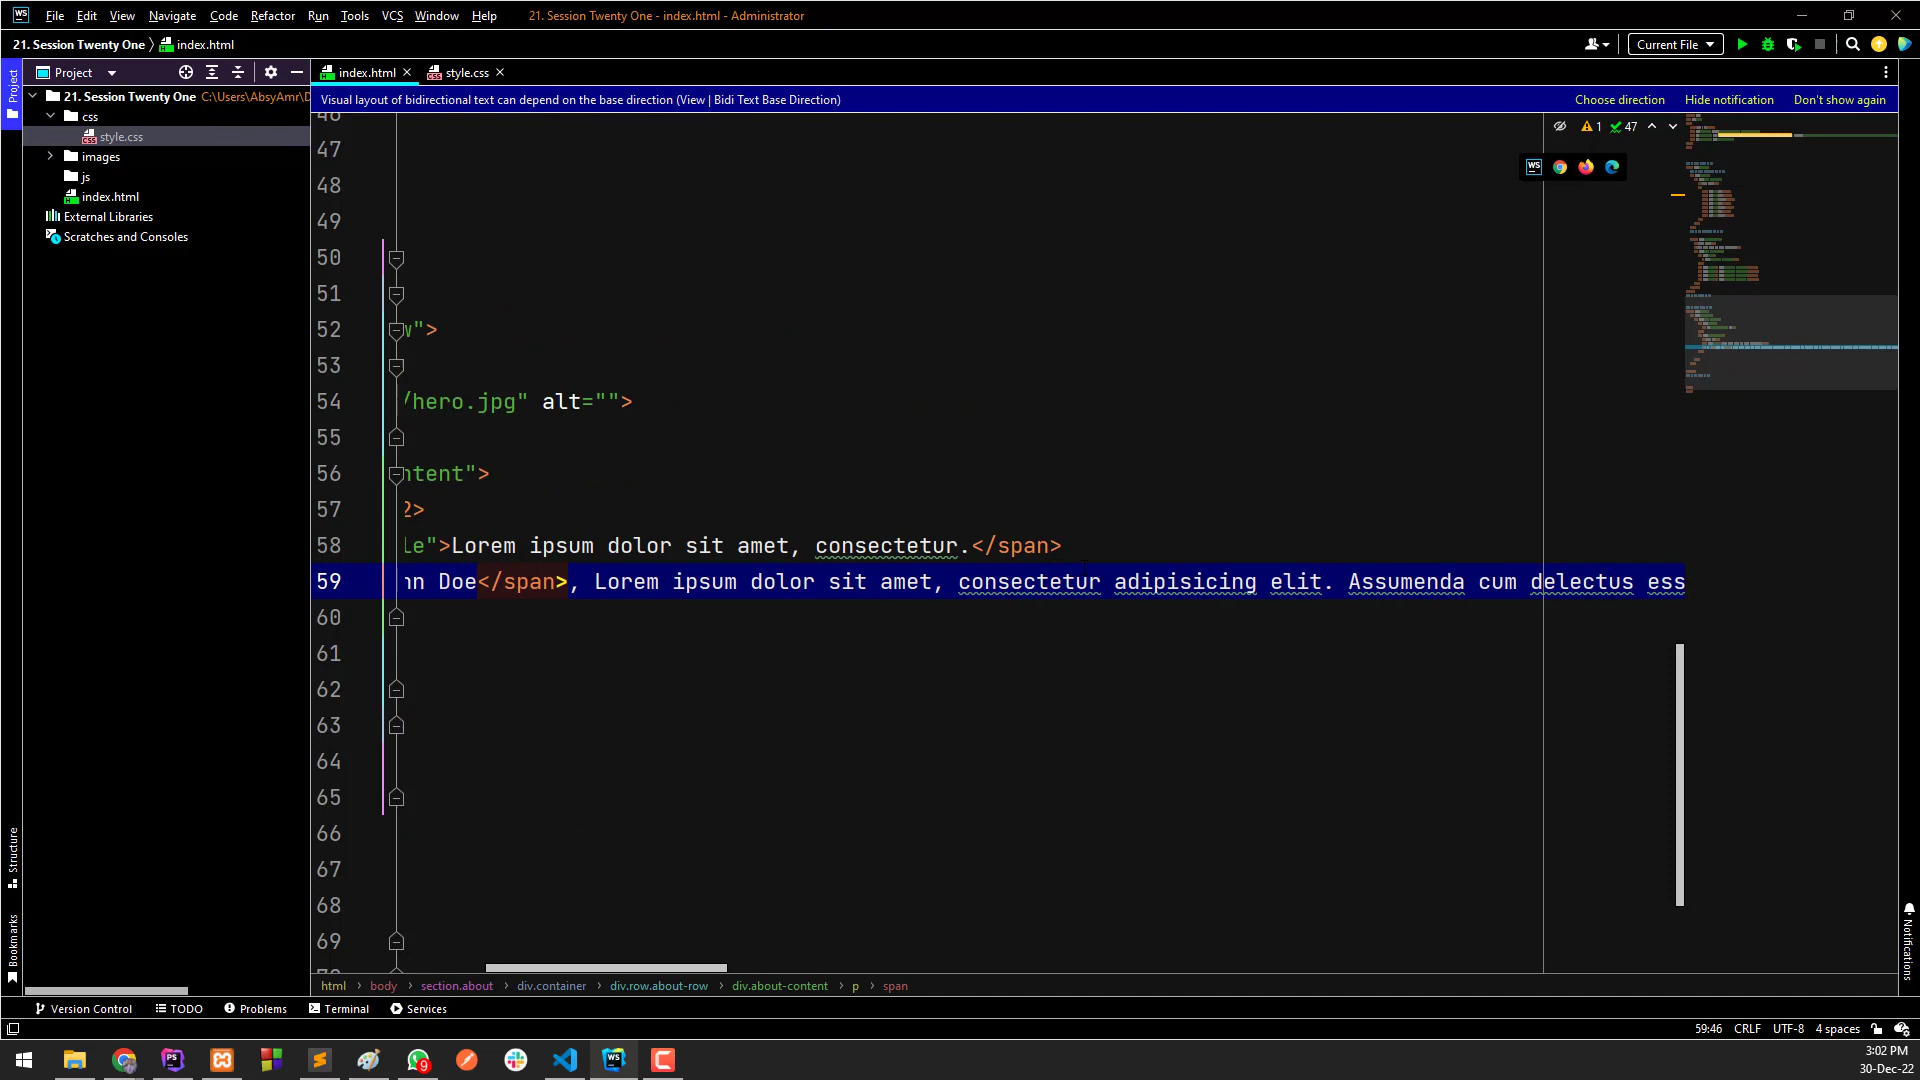 File Edit View Navigate Code Refactor Run Tools VCS Window Help 21. Session Twenty One - index.html - Administrator
21. Session Twenty One index.html Current File
Project index.html style.css
21. Session Twenty One C:\Users\AbsyAmr\D
css
style.css
images
js
index.html
External Libraries
Scratches and Consoles
Project
Structure
Bookmarks
Visual layout of bidirectional text can depend on the base direction (View | Bidi Text Base Direction) Choose direction Hide notification Don't show again
1 47
47
48
49
50
51
52 w">
53
54 /hero.jpg" alt="">
55
56 ntent">
57 2>
58 le">Lorem ipsum dolor sit amet, consectetur.</span>
59 hn Doe</span>, Lorem ipsum dolor sit amet, consectetur adipisicing elit. Assumenda cum delectus ess
60
61
62
63
64
65
66
67
68
69
Notifications
html body section.about div.container div.row.about-row div.about-content p span
Version Control TODO Problems Terminal Services
59:46 CRLF UTF-8 4 spaces
9
3:02 PM
30-Dec-22